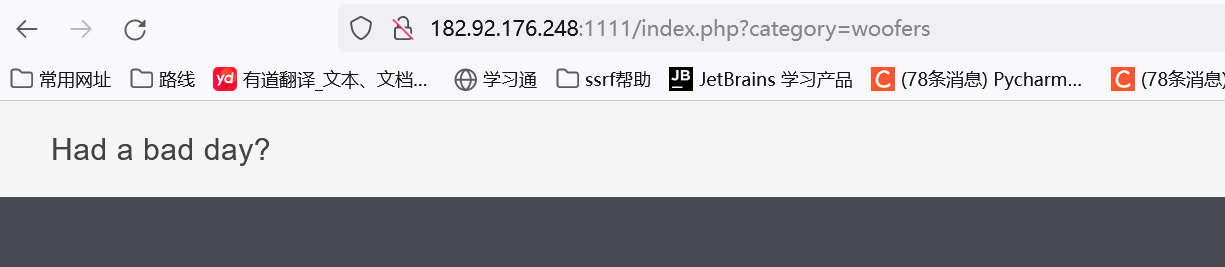 182.92.176.248:1111/index.php?category=woofers
常用网址 路线 yd 有道翻译_文本、文档... 学习通 ssrf帮助 JB JetBrains 学习产品 C (78条消息) Pycharm... C (78条消息)
Had a bad day?